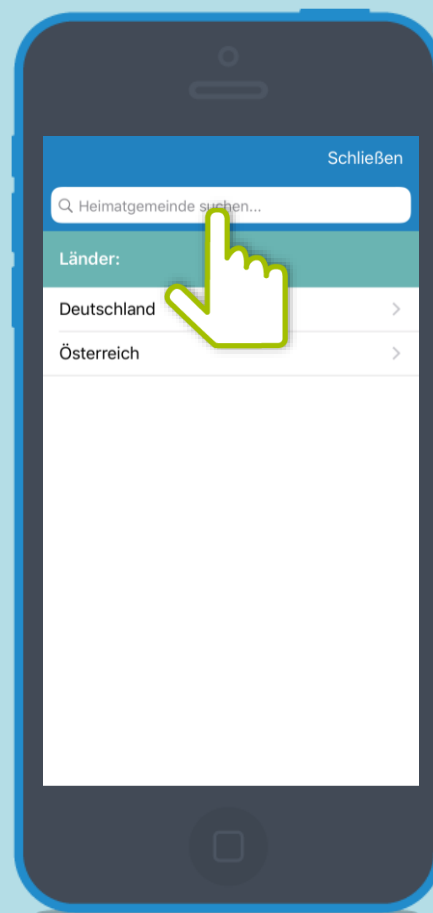 Schließen
Heimatgemeinde suchen...
Länder:
Deutschland
Österreich